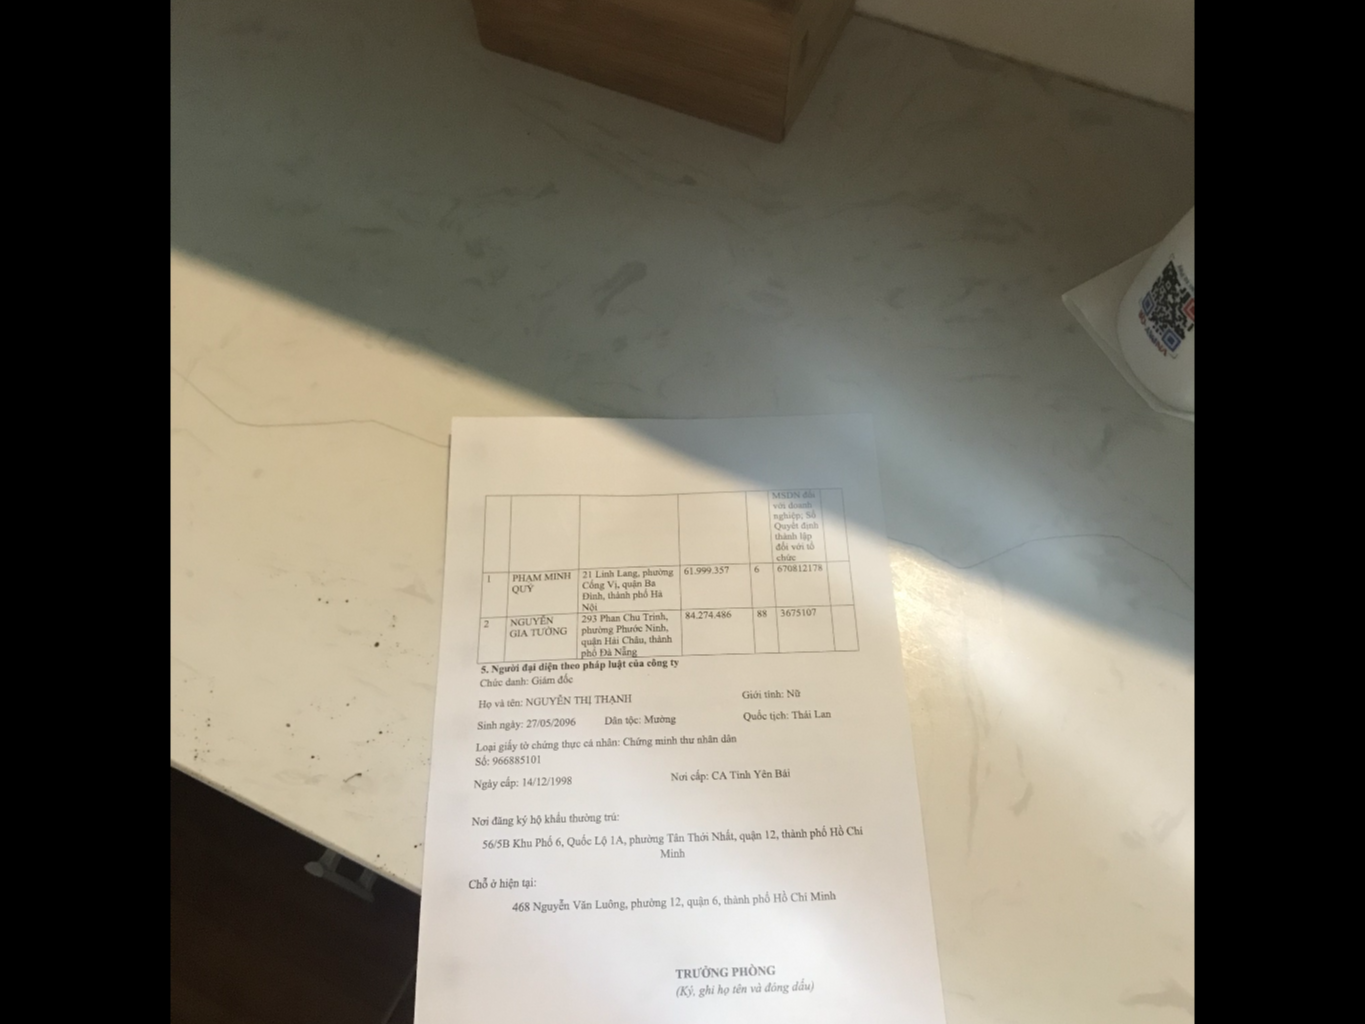 MSDN đối
với doanh
nghiệp; Số
Quyết định
thành lập
đối với tổ
chức
1 PHẠM MINH QUÝ 21 Linh Lang, phường Cống Vị, quận Ba Đình, thành phố Hà Nội 61.999.357 6 670812178
2 NGUYỄN GIA TƯỜNG 293 Phan Chu Trinh, phường Phước Ninh, quận Hải Châu, thành phố Đà Nẵng 84.274.486 88 3675107
5. Người đại diện theo pháp luật của công ty
Chức danh: Giám đốc
Họ và tên: NGUYỄN THỊ THẠNH Giới tính: Nữ
Sinh ngày: 27/05/2096 Dân tộc: Mường Quốc tịch: Thái Lan
Loại giấy tờ chứng thực cá nhân: Chứng minh thư nhân dân
Số: 966885101
Ngày cấp: 14/12/1998 Nơi cấp: CA Tỉnh Yên Bái
Nơi đăng ký hộ khẩu thường trú:
56/5B Khu Phố 6, Quốc Lộ 1A, phường Tân Thới Nhất, quận 12, thành phố Hồ Chí
Minh
Chỗ ở hiện tại:
468 Nguyễn Văn Luông, phường 12, quận 6, thành phố Hồ Chí Minh
TRƯỞNG PHÒNG
(Ký, ghi họ tên và đóng dấu)